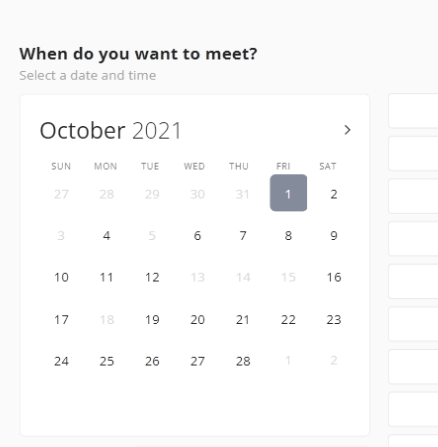 When do you want to meet?
Select a date and time
October 2021
SUN MON TUE WED THU FRI SAT
27 28 29 30 31 1 2
3 4 5 6 7 8 9
10 11 12 13 14 15 16
17 18 19 20 21 22 23
24 25 26 27 28 1 2